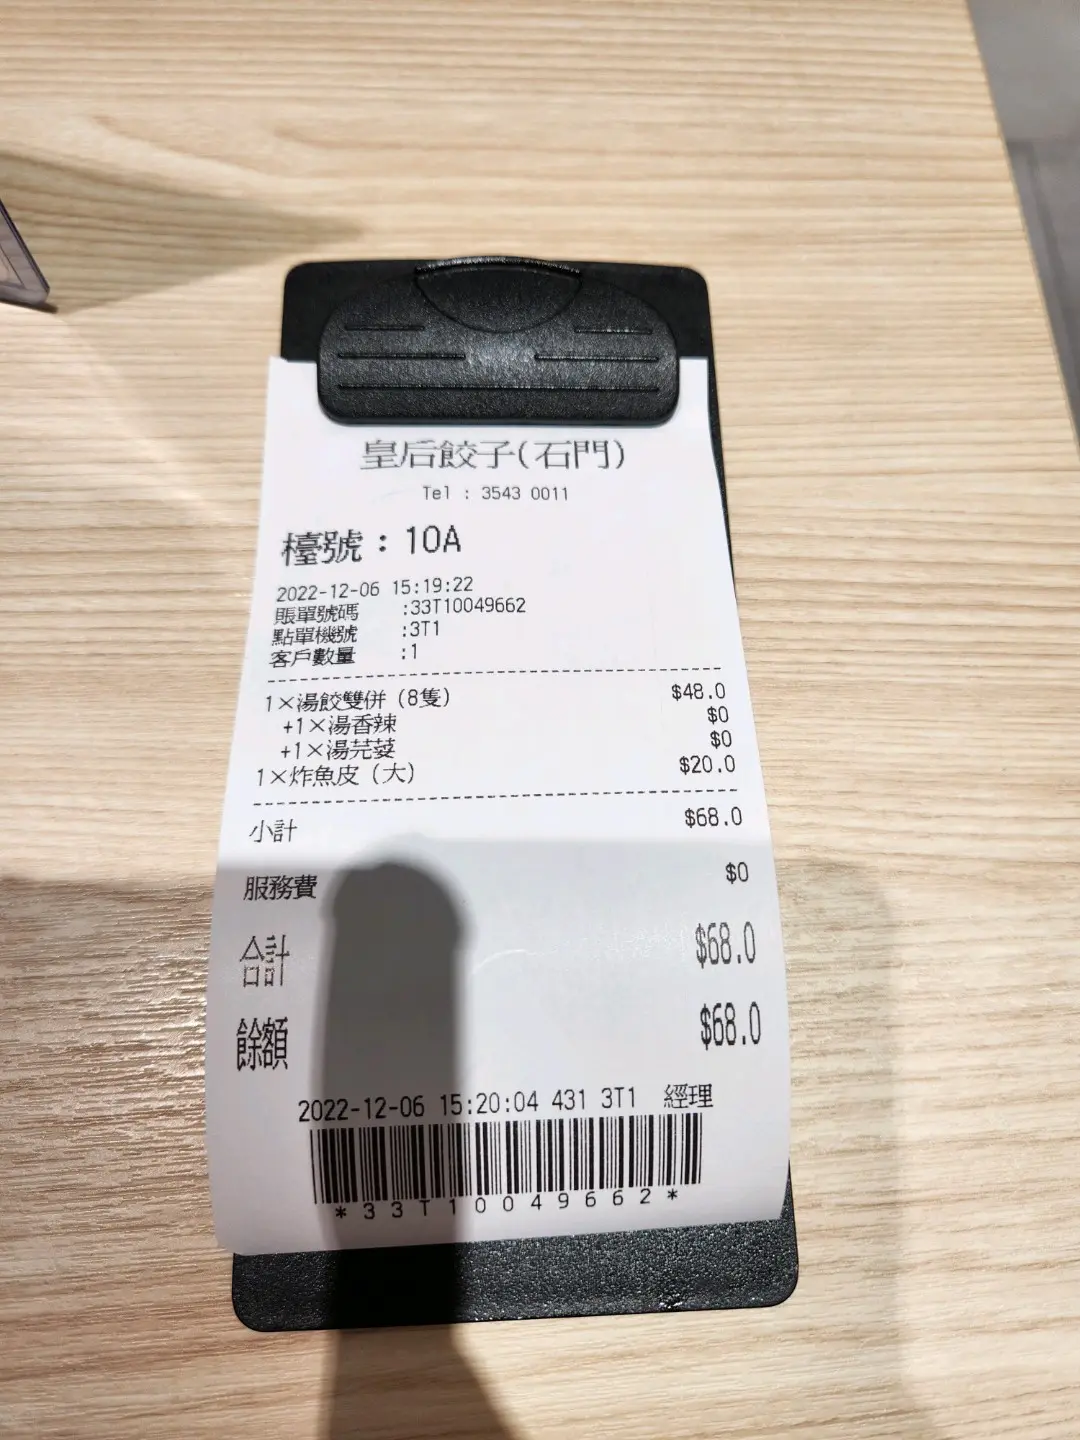 皇后餃子(石門)
Tel : 3543 0011
檯號：10A
2022-12-06 15:19:22
賬單號碼 :33T10049662
點單機號 :3T1
客戶數量 :1
1×湯餃雙併 (8隻) $48.0
+1×湯香辣 $0
+1×湯芫荽 $0
1×炸魚皮 (大) $20.0
小計 $68.0
服務費 $0
合計 $68.0
餘額 $68.0
2022-12-06 15:20:04 431 3T1 經理
*33T10049662*